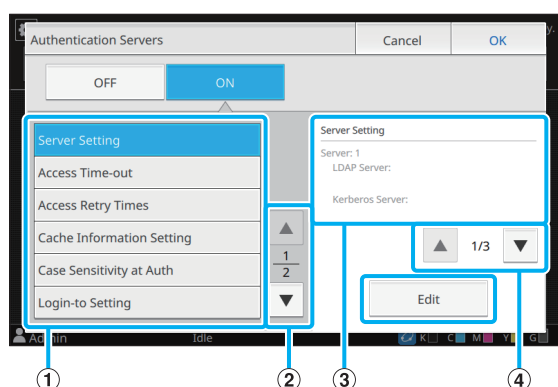 Authentication Servers
Cancel
OK
y.
OFF
ON
Server Setting
Access Time-out
Access Retry Times
Cache Information Setting
Case Sensitivity at Auth
Login-to Setting
1
2
Server Setting
Server: 1
LDAP Server:
Kerberos Server:
1/3
Edit
Admin
Idle
K
C
M
Y
G
1
2
3
4